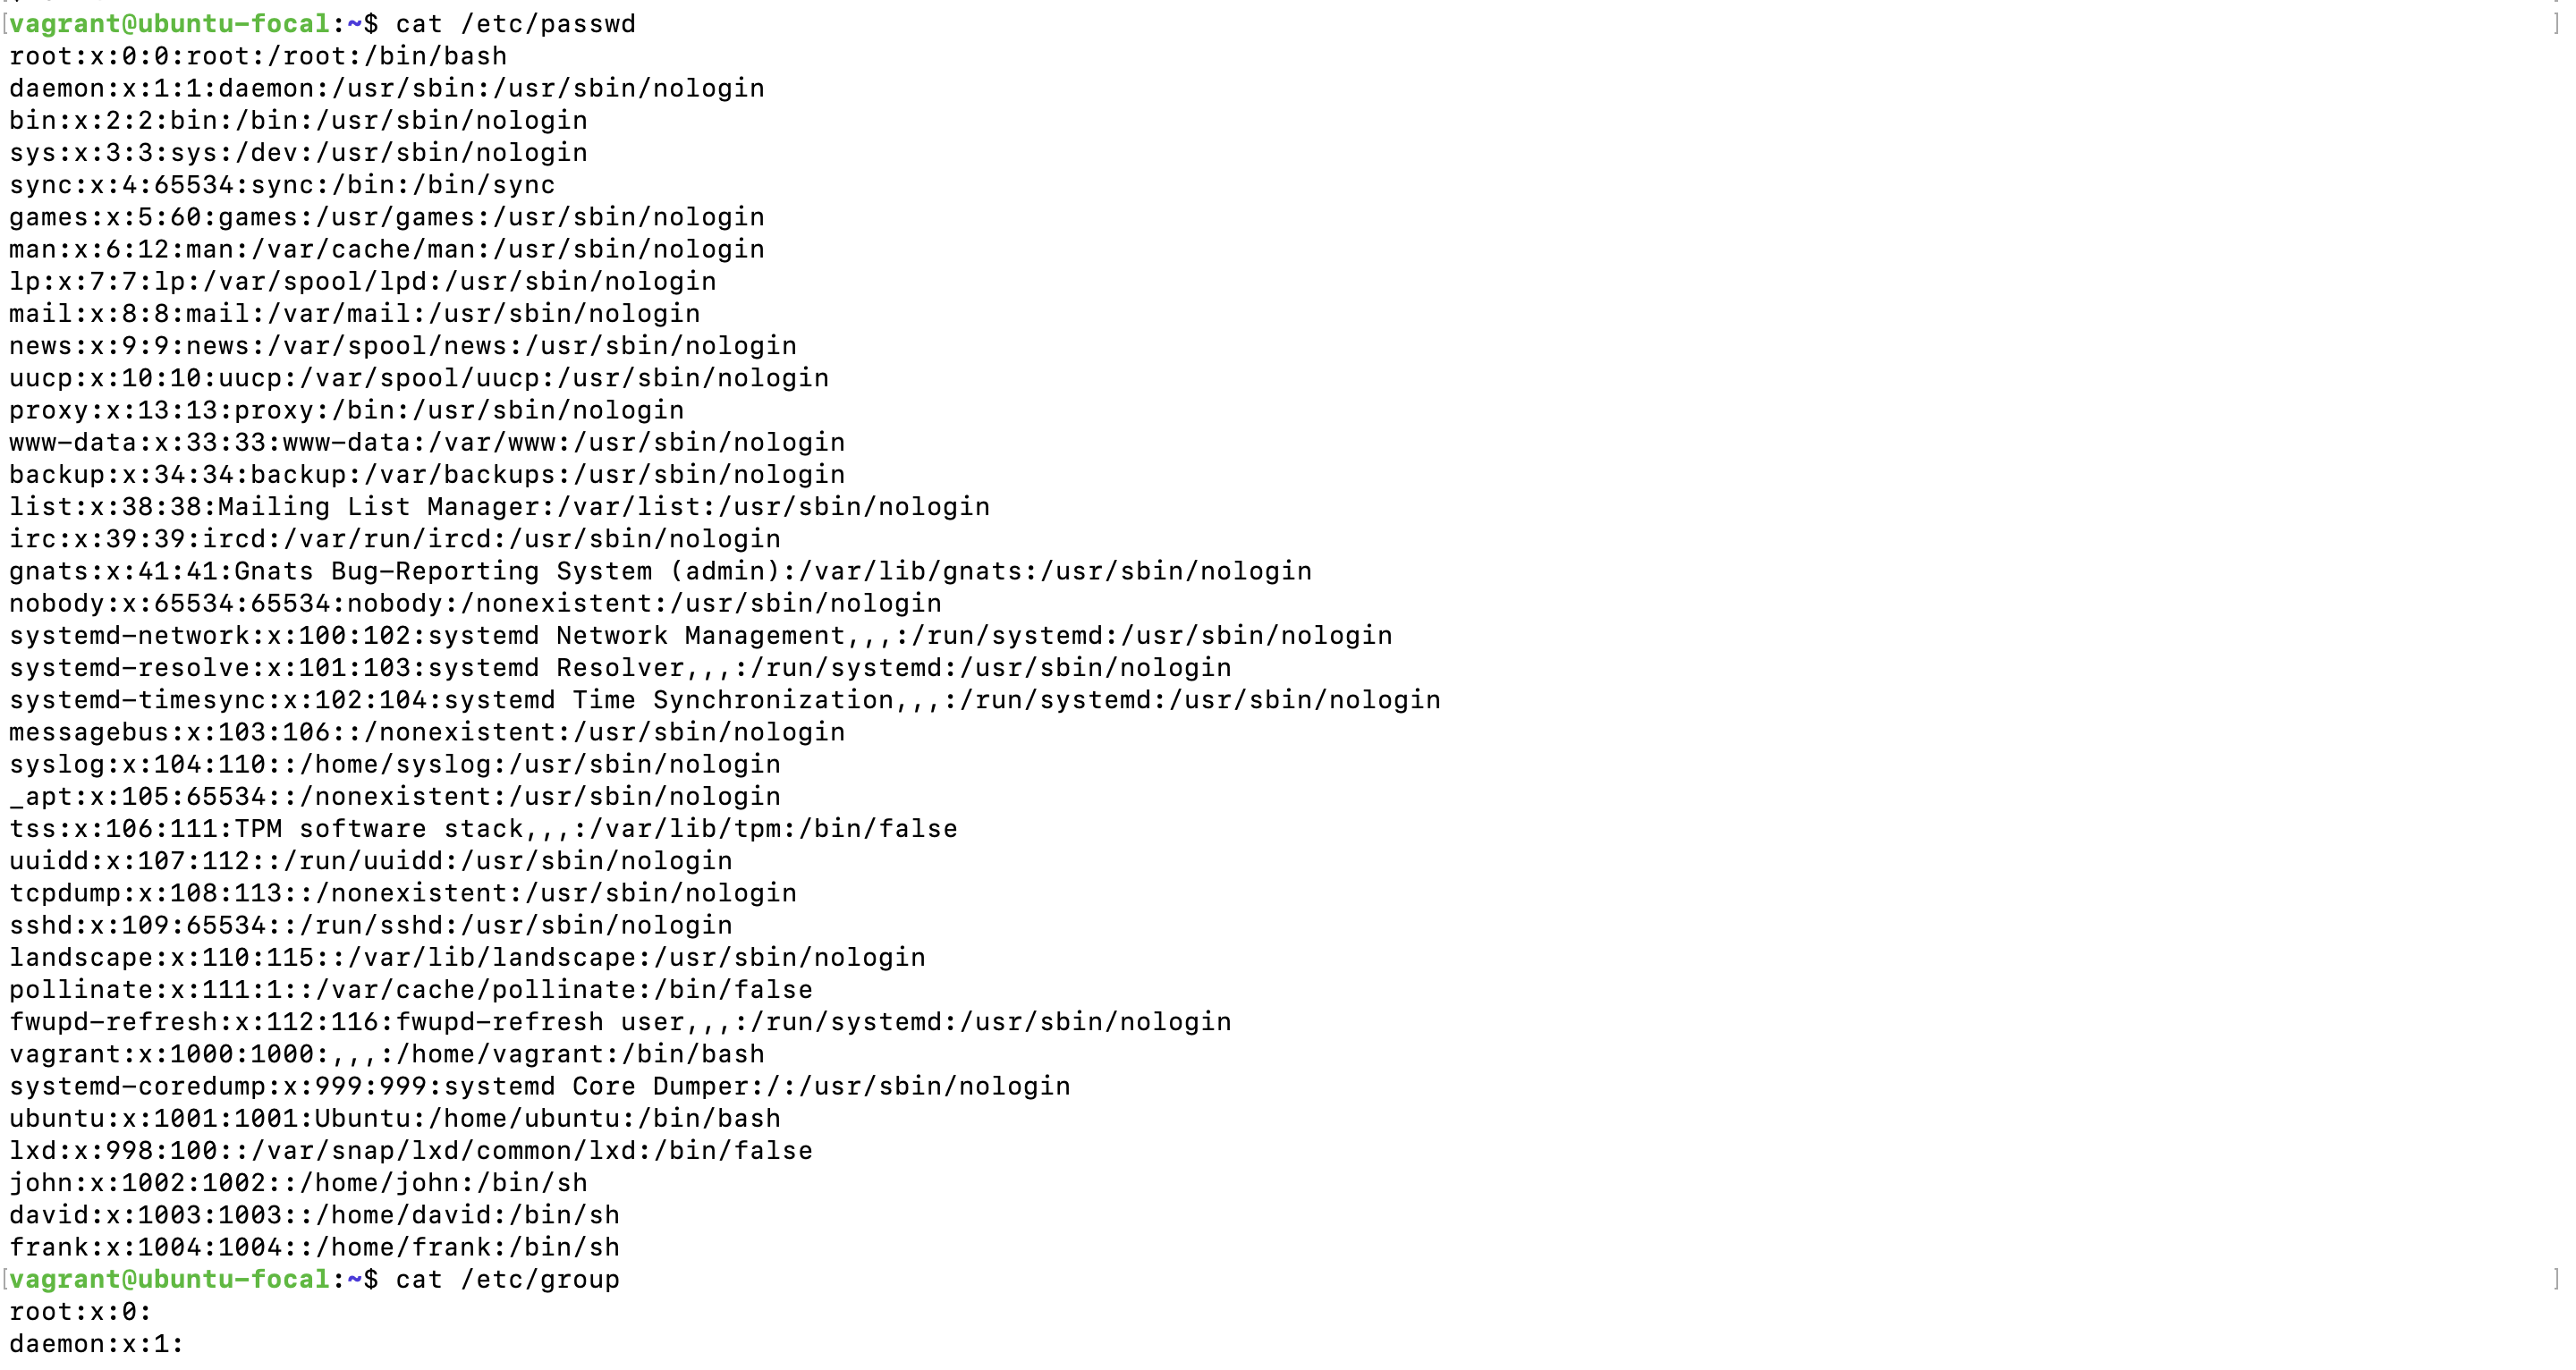 [vagrant@ubuntu-focal:~$ cat /etc/passwd ]
root:x:0:0:root:/root:/bin/bash
daemon:x:1:1:daemon:/usr/sbin:/usr/sbin/nologin
bin:x:2:2:bin:/bin:/usr/sbin/nologin
sys:x:3:3:sys:/dev:/usr/sbin/nologin
sync:x:4:65534:sync:/bin:/bin/sync
games:x:5:60:games:/usr/games:/usr/sbin/nologin
man:x:6:12:man:/var/cache/man:/usr/sbin/nologin
lp:x:7:7:lp:/var/spool/lpd:/usr/sbin/nologin
mail:x:8:8:mail:/var/mail:/usr/sbin/nologin
news:x:9:9:news:/var/spool/news:/usr/sbin/nologin
uucp:x:10:10:uucp:/var/spool/uucp:/usr/sbin/nologin
proxy:x:13:13:proxy:/bin:/usr/sbin/nologin
www-data:x:33:33:www-data:/var/www:/usr/sbin/nologin
backup:x:34:34:backup:/var/backups:/usr/sbin/nologin
list:x:38:38:Mailing List Manager:/var/list:/usr/sbin/nologin
irc:x:39:39:ircd:/var/run/ircd:/usr/sbin/nologin
gnats:x:41:41:Gnats Bug-Reporting System (admin):/var/lib/gnats:/usr/sbin/nologin
nobody:x:65534:65534:nobody:/nonexistent:/usr/sbin/nologin
systemd-network:x:100:102:systemd Network Management,,,:/run/systemd:/usr/sbin/nologin
systemd-resolve:x:101:103:systemd Resolver,,,:/run/systemd:/usr/sbin/nologin
systemd-timesync:x:102:104:systemd Time Synchronization,,,:/run/systemd:/usr/sbin/nologin
messagebus:x:103:106::/nonexistent:/usr/sbin/nologin
syslog:x:104:110::/home/syslog:/usr/sbin/nologin
_apt:x:105:65534::/nonexistent:/usr/sbin/nologin
tss:x:106:111:TPM software stack,,,:/var/lib/tpm:/bin/false
uuidd:x:107:112::/run/uuidd:/usr/sbin/nologin
tcpdump:x:108:113::/nonexistent:/usr/sbin/nologin
sshd:x:109:65534::/run/sshd:/usr/sbin/nologin
landscape:x:110:115::/var/lib/landscape:/usr/sbin/nologin
pollinate:x:111:1::/var/cache/pollinate:/bin/false
fwupd-refresh:x:112:116:fwupd-refresh user,,,:/run/systemd:/usr/sbin/nologin
vagrant:x:1000:1000:,,,:/home/vagrant:/bin/bash
systemd-coredump:x:999:999:systemd Core Dumper:/:/usr/sbin/nologin
ubuntu:x:1001:1001:Ubuntu:/home/ubuntu:/bin/bash
lxd:x:998:100::/var/snap/lxd/common/lxd:/bin/false
john:x:1002:1002::/home/john:/bin/sh
david:x:1003:1003::/home/david:/bin/sh
frank:x:1004:1004::/home/frank:/bin/sh
[vagrant@ubuntu-focal:~$ cat /etc/group ]
root:x:0:
daemon:x:1: